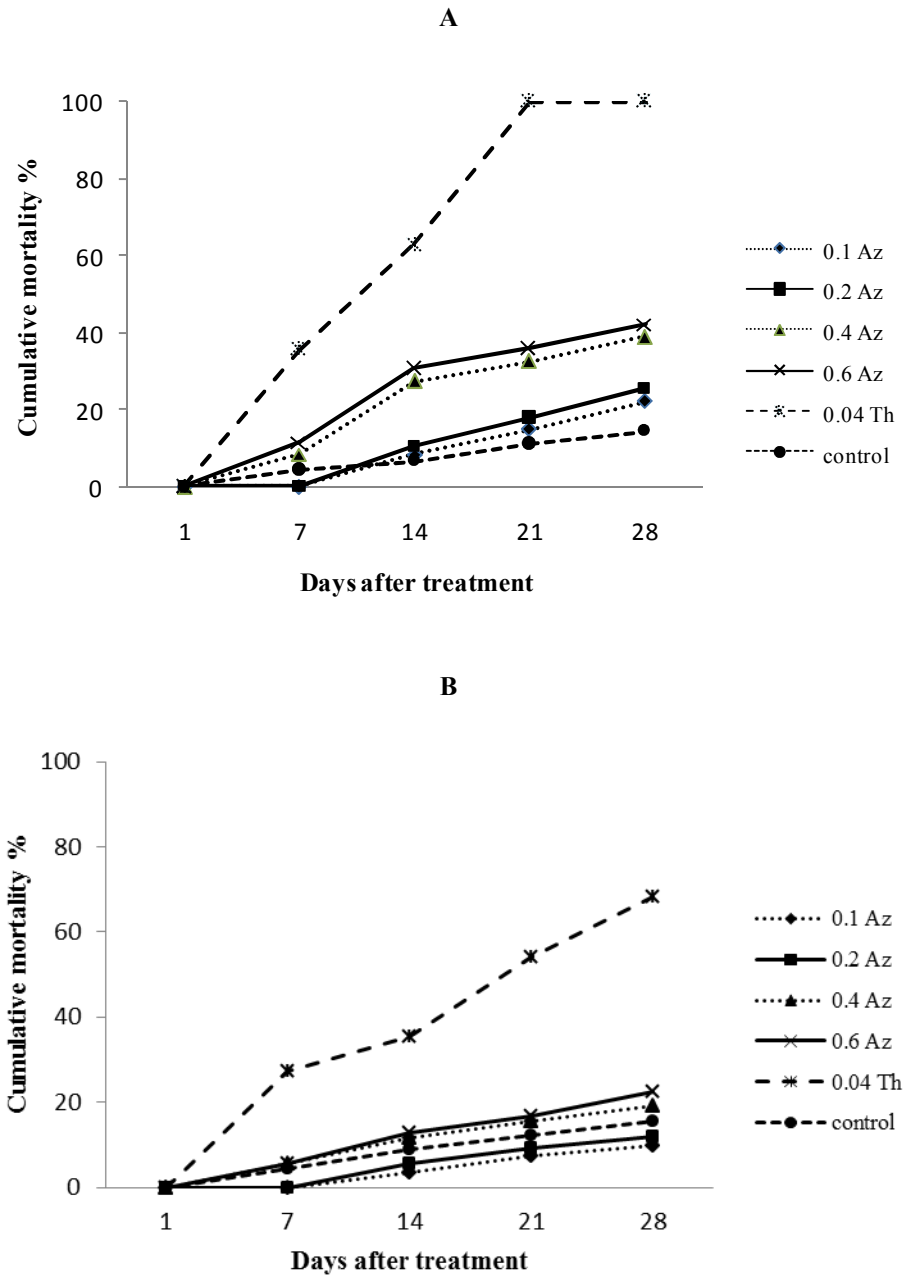 A
100
80
60
40
20
0
Cumulative mortality %
1 7 14 21 28
Days after treatment
0.1 Az
0.2 Az
0.4 Az
0.6 Az
0.04 Th
control
B
100
80
60
40
20
0
Cumulative mortality %
1 7 14 21 28
Days after treatment
0.1 Az
0.2 Az
0.4 Az
0.6 Az
0.04 Th
control